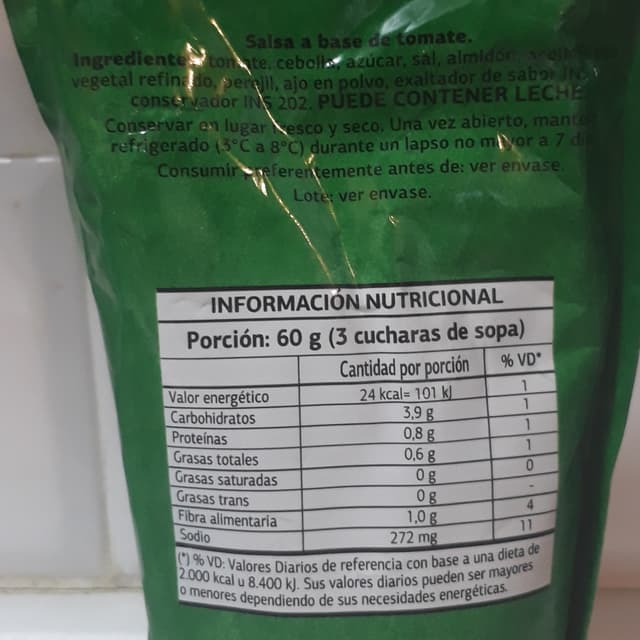 Salsa a base de tomate.
Ingredientes: tomate, cebolla, azúcar, sal, almidón,
vegetal refinado, perejil, ajo en polvo, exaltador de sabor IN
conservador INS 202. PUEDE CONTENER LECHE
Conservar en lugar fresco y seco. Una vez abierto,
refrigerado (3°C a 8°C) durante un lapso no mayor a 7
Consumir preferentemente antes de: ver envase.
Lote: ver envase.
INFORMACIÓN NUTRICIONAL
Porción: 60 g (3 cucharas de sopa)
Cantidad por porción % VD*
Valor energético 24 kcal= 101 kJ 1
Carbohidratos 3,9 g 1
Proteínas 0,8 g 1
Grasas totales 0,6 g 1
Grasas saturadas 0 g 0
Grasas trans 0 g -
Fibra alimentaria 1,0 g 4
Sodio 272 mg 11
(*) % VD: Valores Diarios de referencia con base a una dieta de
2.000 kcal u 8.400 kJ. Sus valores diarios pueden ser mayores
o menores dependiendo de sus necesidades energéticas.